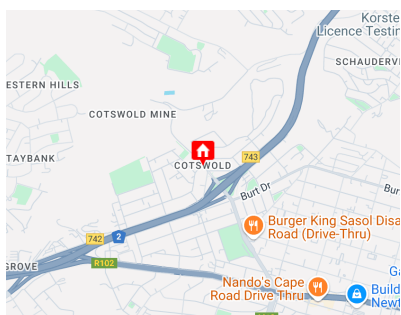 Korste
Licence Testin
SCHAUDERV
ESTERN HILLS
COTSWOLD MINE
TAYBANK
COTSWOLD
743
Burt Dr
Bur
Burger King Sasol Disa
Road (Drive-Thru)
742
2
GROVE
R102
Nando's Cape
Road Drive Thru
Ga
Build
Newt